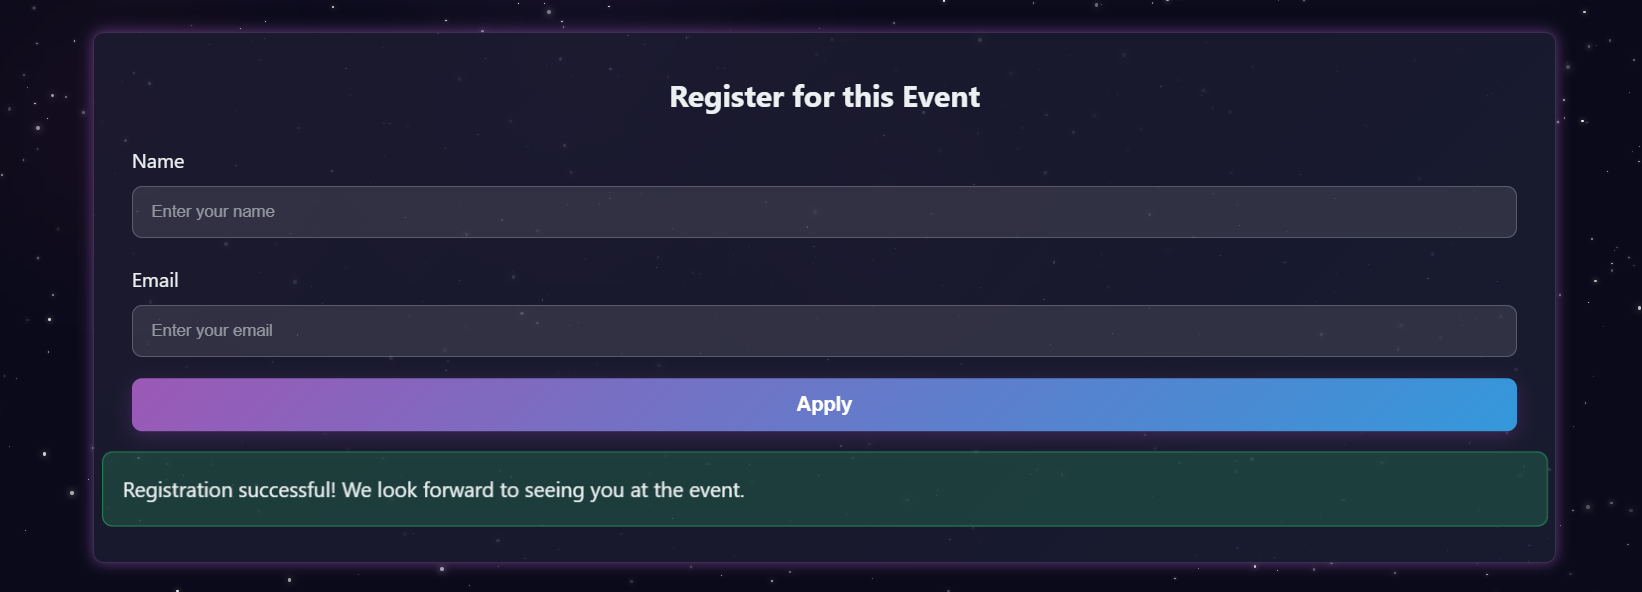 Register for this Event
Name
Enter your name
Email
Enter your email
Apply
Registration successful! We look forward to seeing you at the event.